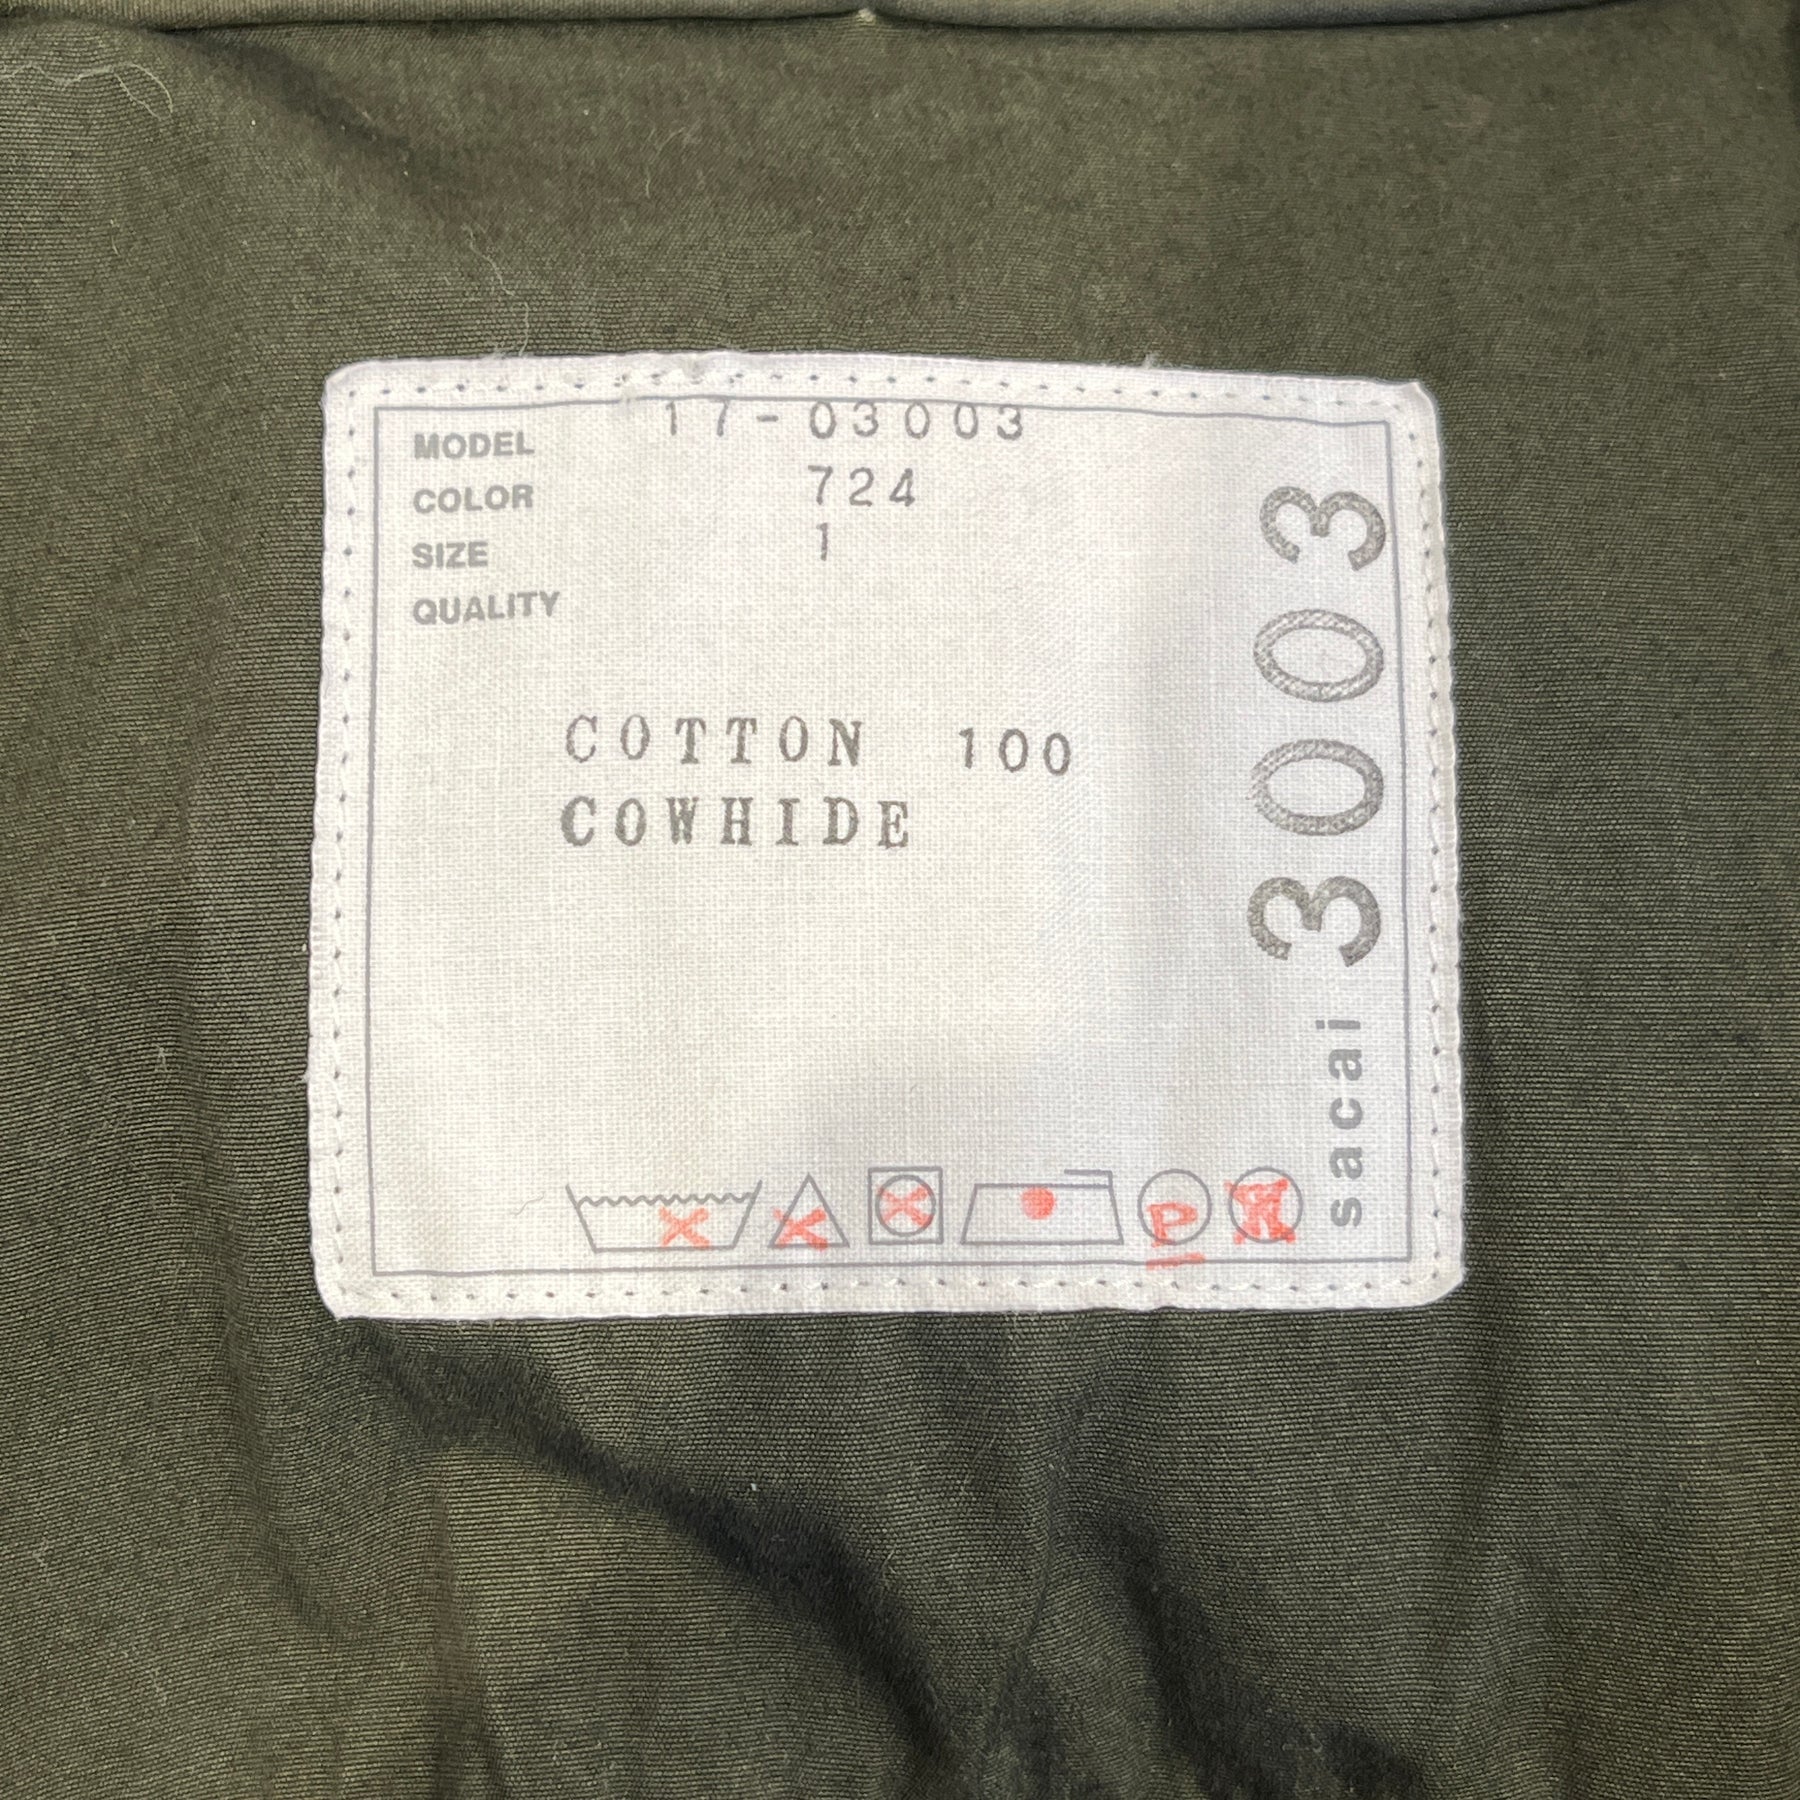 MODEL 17-03003
COLOR 724
SIZE 1
QUALITY
COTTON 100
COWHIDE
sacai 3003
P